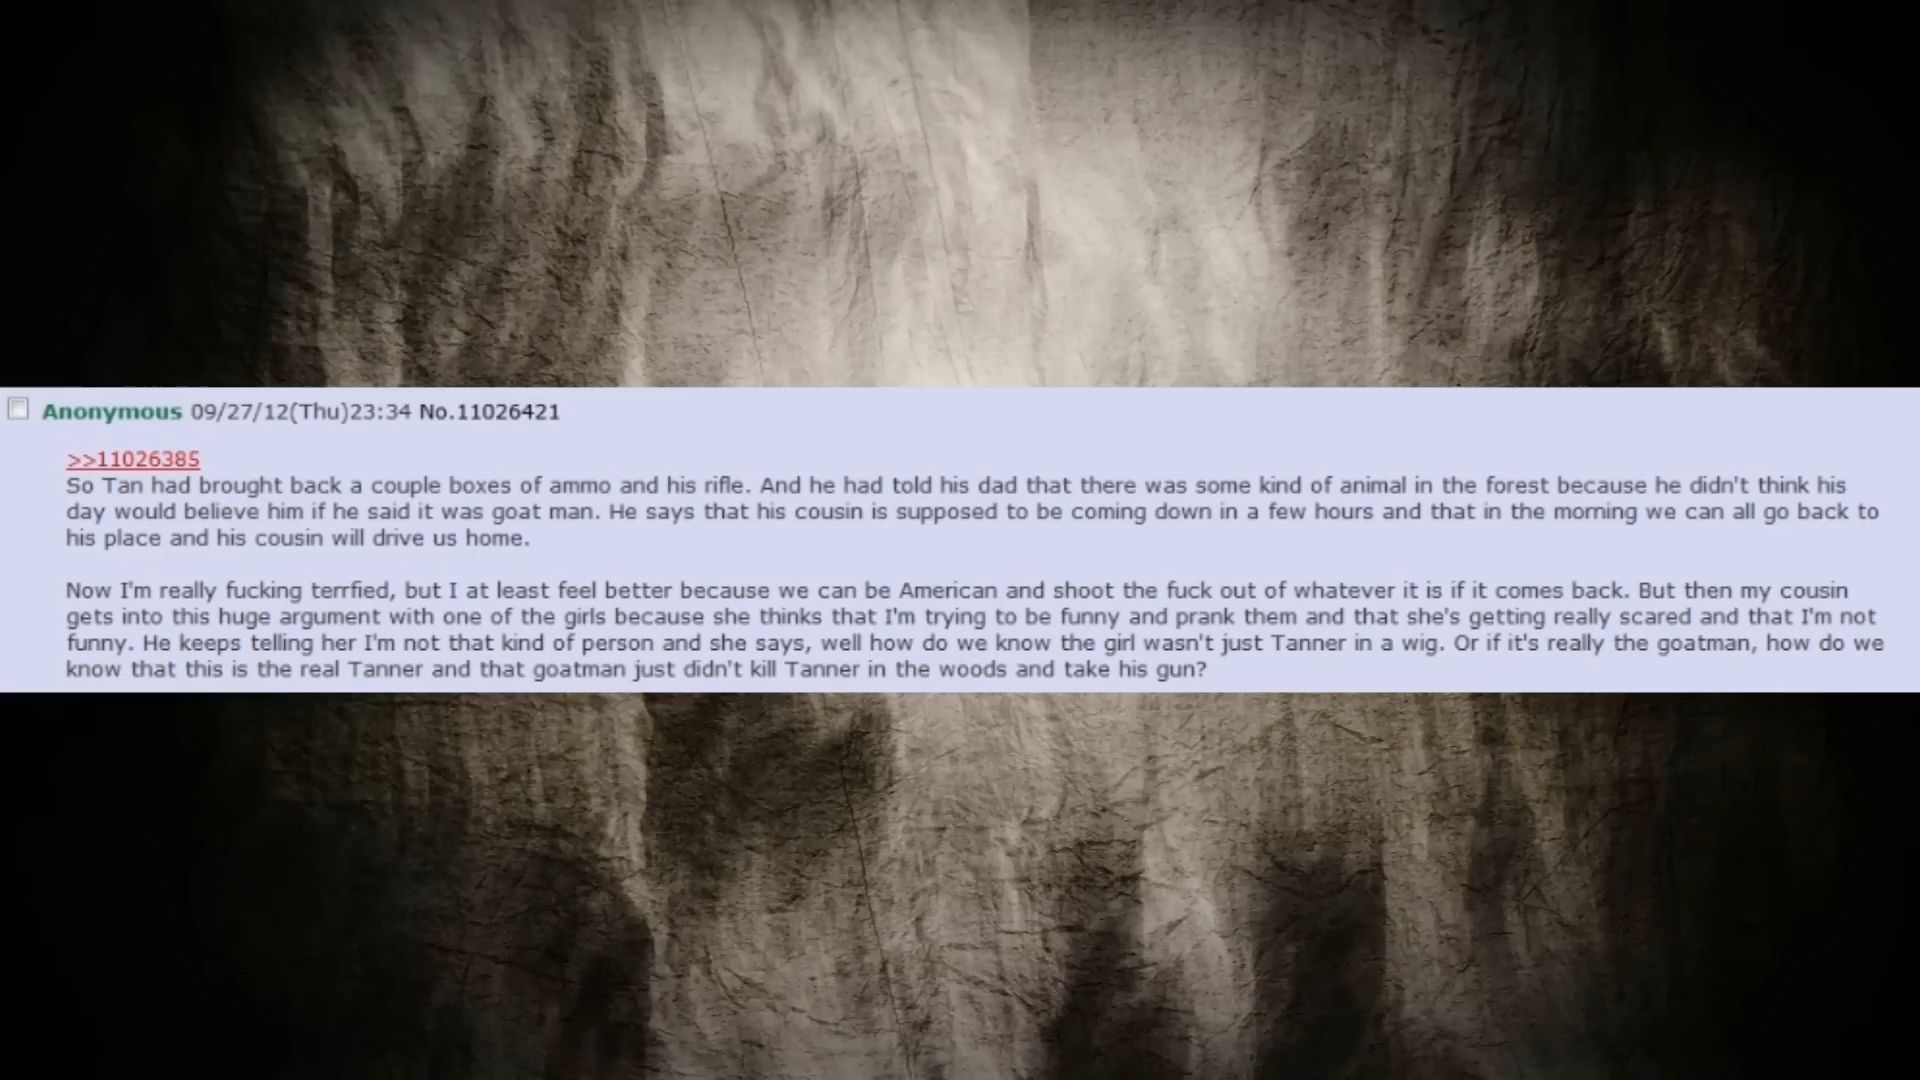 Anonymous 09/27/12(Thu)23:34 No.11026421
>>11026385
So Tan had brought back a couple boxes of ammo and his rifle. And he had told his dad that there was some kind of animal in the forest because he didn't think his
day would believe him if he said it was goat man. He says that his cousin is supposed to be coming down in a few hours and that in the morning we can all go back to
his place and his cousin will drive us home.
Now I'm really fucking terrfied, but I at least feel better because we can be American and shoot the fuck out of whatever it is if it comes back. But then my cousin
gets into this huge argument with one of the girls because she thinks that I'm trying to be funny and prank them and that she's getting really scared and that I'm not
funny. He keeps telling her I'm not that kind of person and she says, well how do we know the girl wasn't just Tanner in a wig. Or if it's really the goatman, how do we
know that this is the real Tanner and that goatman just didn't kill Tanner in the woods and take his gun?